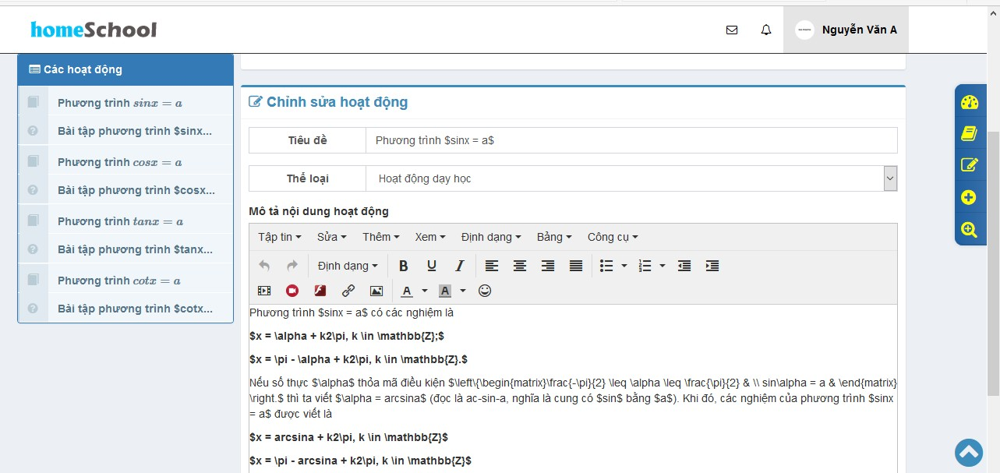 homeSchool
Nguyễn Văn A
Các hoạt động
Phương trình sinx = a
Bài tập phương trình $sinx...
Phương trình cosx = a
Bài tập phương trình $cosx...
Phương trình tanx = a
Bài tập phương trình $tanx...
Phương trình cotx = a
Bài tập phương trình $cotx...
Chỉnh sửa hoạt động
Tiêu đề Phương trình $sinx = a$
Thể loại Hoạt động dạy học
Mô tả nội dung hoạt động
Tập tin Sửa Thêm Xem Định dạng Bảng Công cụ
Định dạng B U I
A A
Phương trình $sinx = a$ có các nghiệm là
$x = \alpha + k2\pi, k \in \mathbb{Z};$
$x = \pi - \alpha + k2\pi, k \in \mathbb{Z}.$
Nếu số thực $\alpha$ thỏa mã điều kiện $\left\{\begin{matrix}\frac{-\pi}{2} \leq \alpha \leq \frac{\pi}{2} & \\ sin\alpha = a & \end{matrix}
\right.$ thì ta viết $\alpha = arcsina$ (đọc là ac-sin-a, nghĩa là cung có $sin$ bằng $a$). Khi đó, các nghiệm của phương trình $sinx
= a$ được viết là
$x = arcsina + k2\pi, k \in \mathbb{Z}$
$x = \pi - arcsina + k2\pi, k \in \mathbb{Z}$